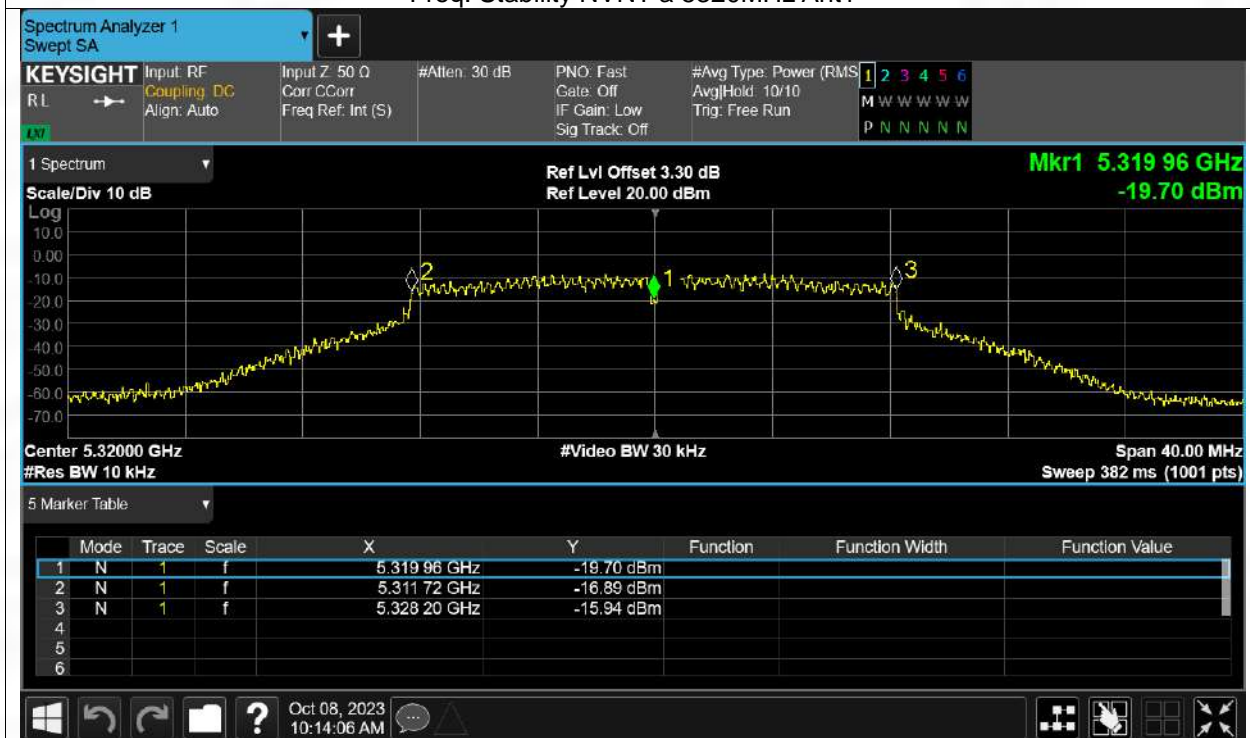 Spectrum Analyzer 1
Swept SA
KEYSIGHT
RL
LXI
Input: RF
Coupling: DC
Align: Auto
Input Z: 50 Ω
Corr CCorr
Freq Ref: Int (S)
#Atten: 30 dB
PNO: Fast
Gate: Off
IF Gain: Low
Sig Track: Off
#Avg Type: Power (RMS
Avg|Hold: 10/10
Trig: Free Run
1 2 3 4 5 6
M W W W W W
P N N N N N
1 Spectrum
Scale/Div 10 dB
Ref Lvl Offset 3.30 dB
Ref Level 20.00 dBm
Mkr1 5.319 96 GHz
-19.70 dBm
Log
10.0
0.00
-10.0
-20.0
-30.0
-40.0
-50.0
-60.0
-70.0
2
1
3
Center 5.32000 GHz
#Video BW 30 kHz
Span 40.00 MHz
#Res BW 10 kHz
Sweep 382 ms (1001 pts)
5 Marker Table
Mode Trace Scale X Y Function Function Width Function Value
1 N 1 f 5.319 96 GHz -19.70 dBm
2 N 1 f 5.311 72 GHz -16.89 dBm
3 N 1 f 5.328 20 GHz -15.94 dBm
4
5
6
Oct 08, 2023
10:14:06 AM